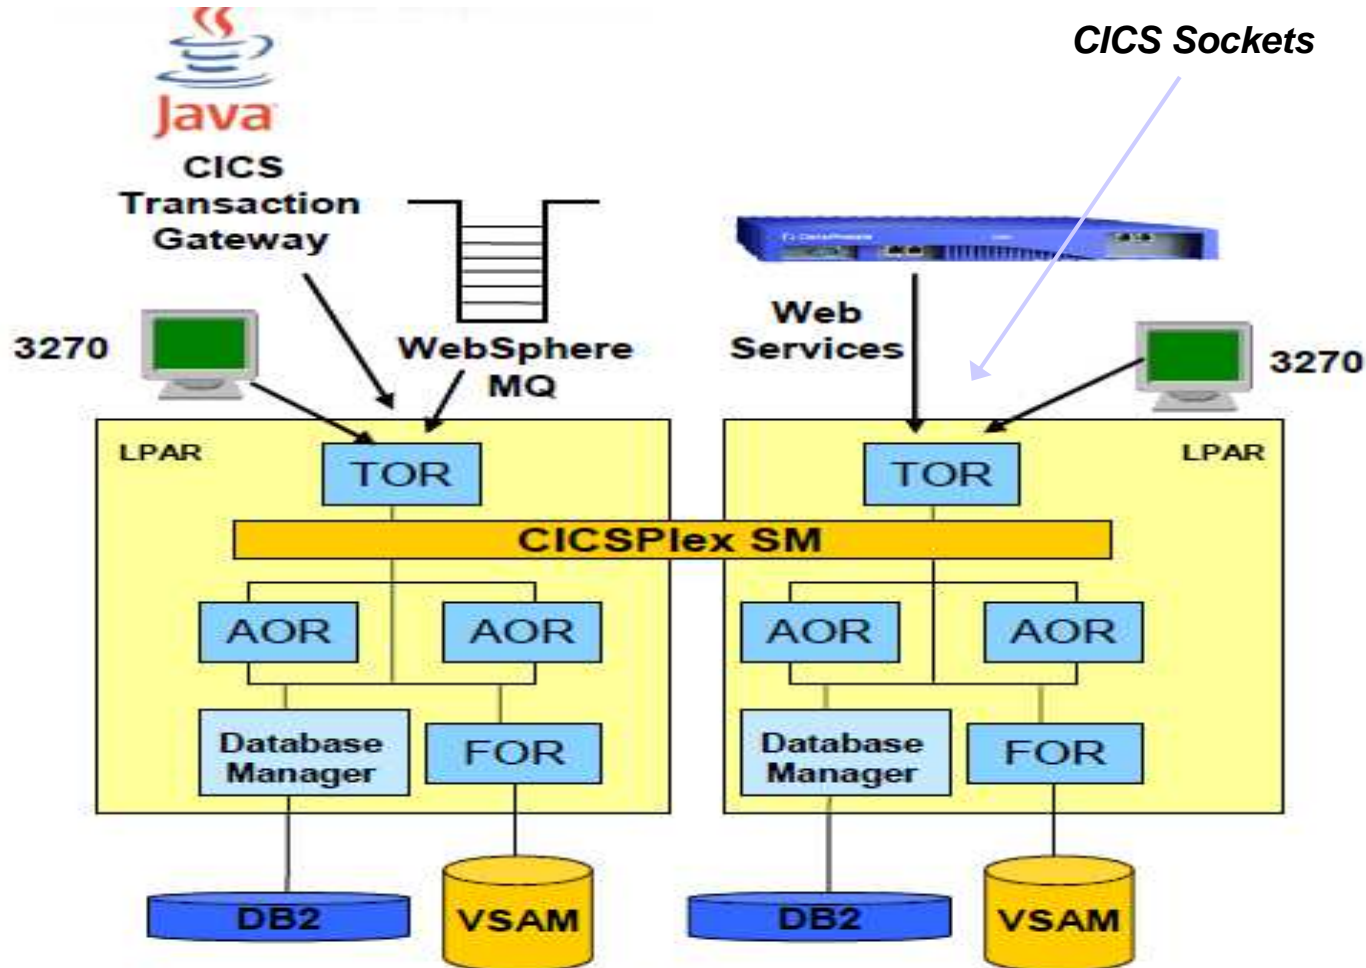 CICS Sockets
Java
CICS
Transaction
Gateway
Web
Services
3270
WebSphere
MQ
3270
LPAR
TOR
TOR
LPAR
CICSPlex SM
AOR
AOR
AOR
AOR
Database
Manager
FOR
Database
Manager
FOR
DB2
VSAM
DB2
VSAM